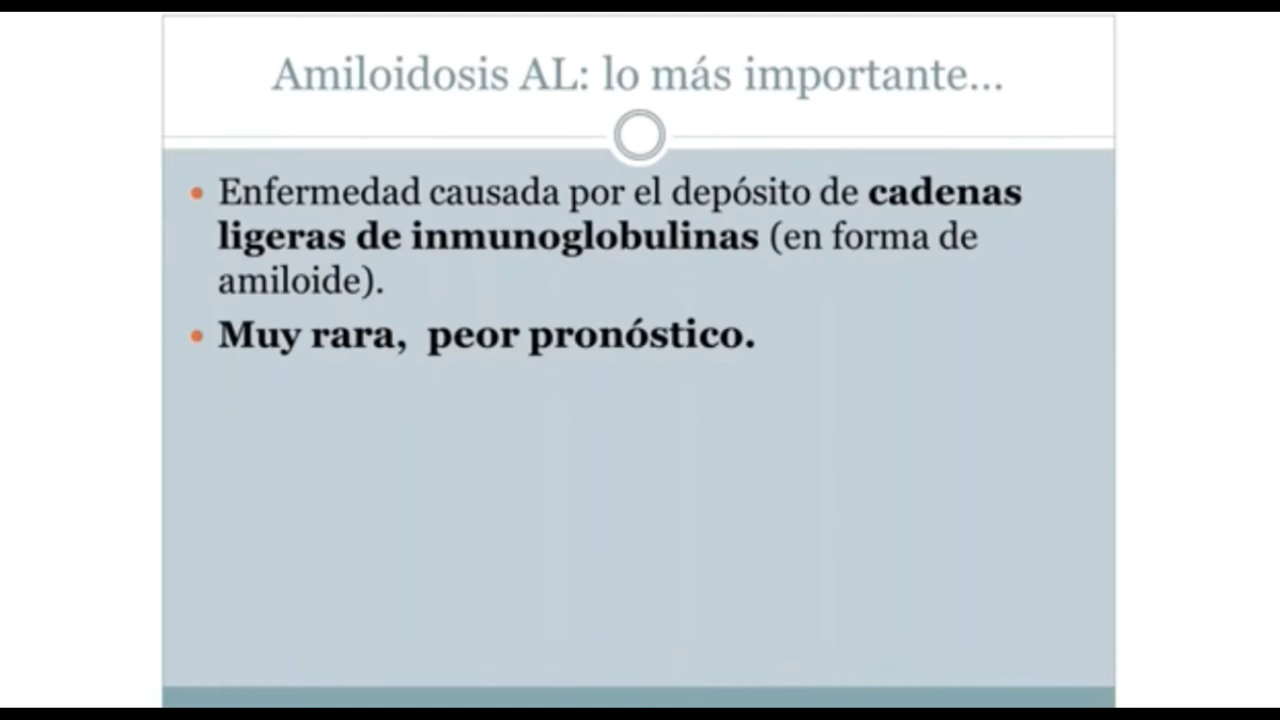 Amiloidosis AL: lo más importante...
• Enfermedad causada por el depósito de cadenas
ligeras de inmunoglobulinas (en forma de
amiloide).
• Muy rara, peor pronóstico.